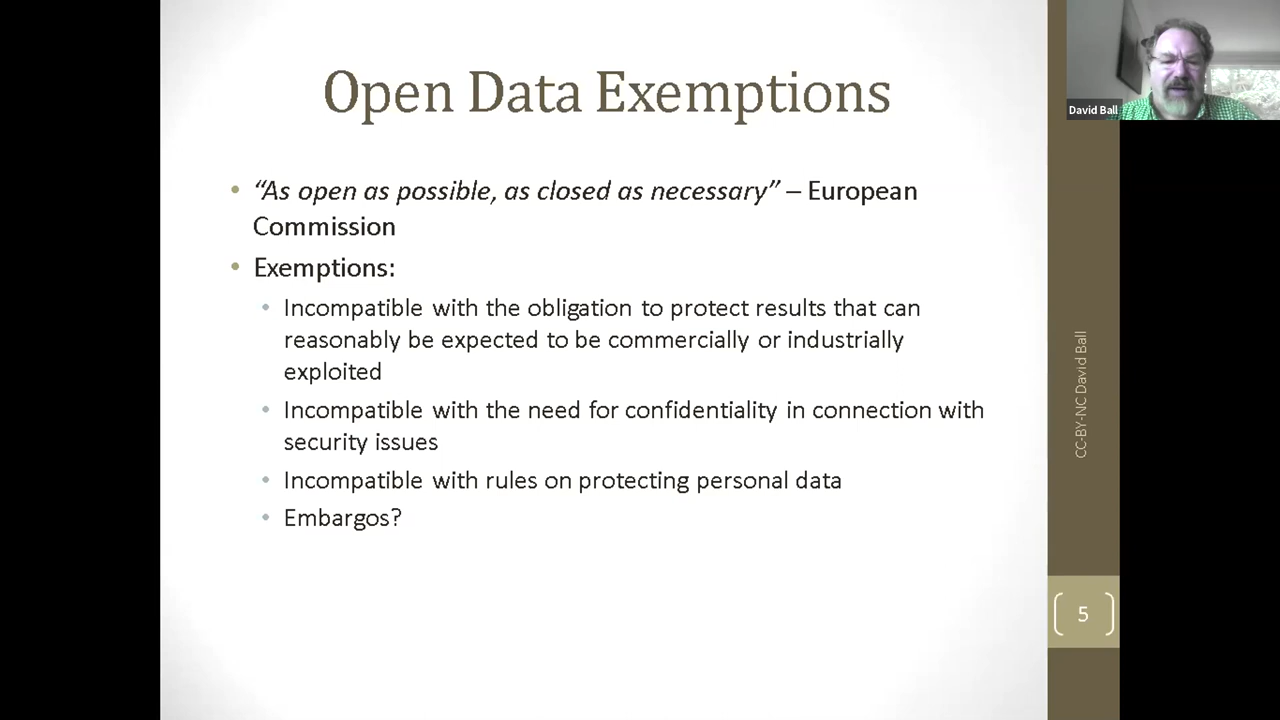 Open Data Exemptions
David Ball
• “As open as possible, as closed as necessary” – European
Commission
• Exemptions:
• Incompatible with the obligation to protect results that can
reasonably be expected to be commercially or industrially
exploited
• Incompatible with the need for confidentiality in connection with
security issues
• Incompatible with rules on protecting personal data
• Embargos?
CC-BY-NC David Ball
5